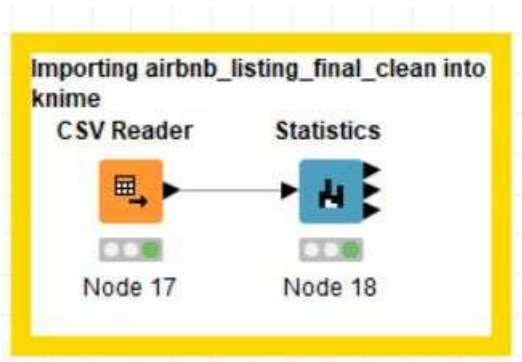 Importing airbnb_listing_final_clean into
knime
CSV Reader
Statistics
Node 17
Node 18